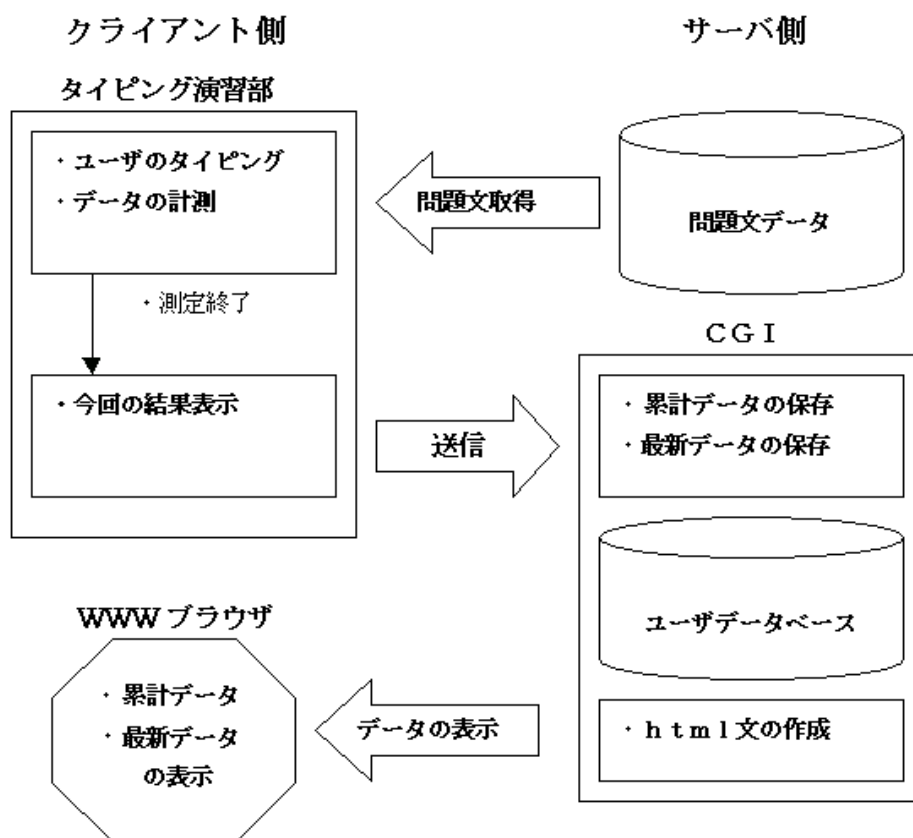 クライアント側
サーバ側
タイピング演習部
・ユーザのタイピング
・データの計測
問題文取得
問題文データ
・測定終了
ＣＧＩ
・今回の結果表示
送信
・累計データの保存
・最新データの保存
ユーザデータベース
WWWブラウザ
・累計データ
・最新データ
の表示
データの表示
・ｈｔｍｌ文の作成